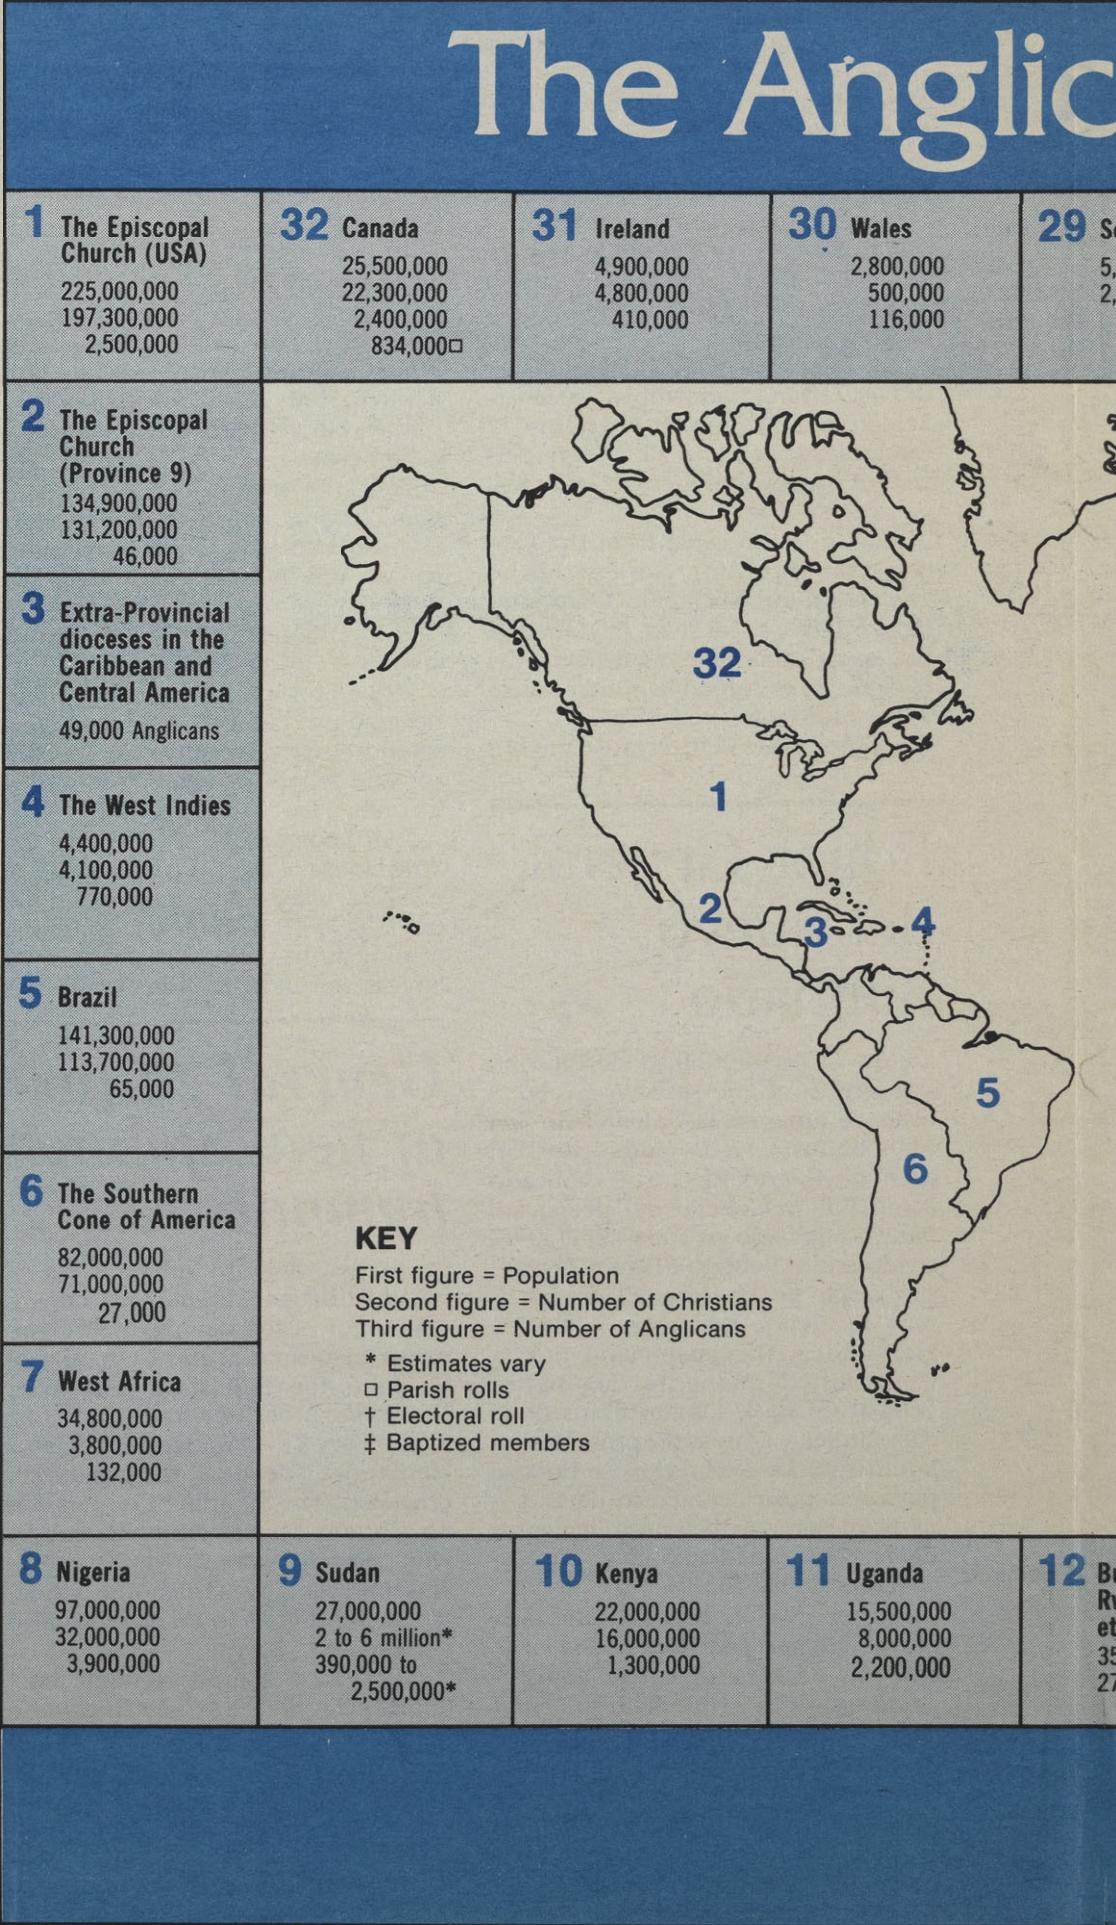 The Anglic
1 The Episcopal
Church (USA)
225,000,000
197,300,000
2,500,000
32 Canada
25,500,000
22,300,000
2,400,000
834,000□
31 Ireland
4,900,000
4,800,000
410,000
30 Wales
2,800,000
500,000
116,000
29
5,
2,
2 The Episcopal
Church
(Province 9)
134,900,000
131,200,000
46,000
3 Extra-Provincial
dioceses in the
Caribbean and
Central America
49,000 Anglicans
4 The West Indies
4,400,000
4,100,000
770,000
5 Brazil
141,300,000
113,700,000
65,000
6 The Southern
Cone of America
82,000,000
71,000,000
27,000
7 West Africa
34,800,000
3,800,000
132,000
32
1
2
3
4
5
6
KEY
First figure = Population
Second figure = Number of Christians
Third figure = Number of Anglicans
* Estimates vary
□ Parish rolls
† Electoral roll
‡ Baptized members
8 Nigeria
97,000,000
32,000,000
3,900,000
9 Sudan
27,000,000
2 to 6 million*
390,000 to
2,500,000*
10 Kenya
22,000,000
16,000,000
1,300,000
11 Uganda
15,500,000
8,000,000
2,200,000
12
et
35
27